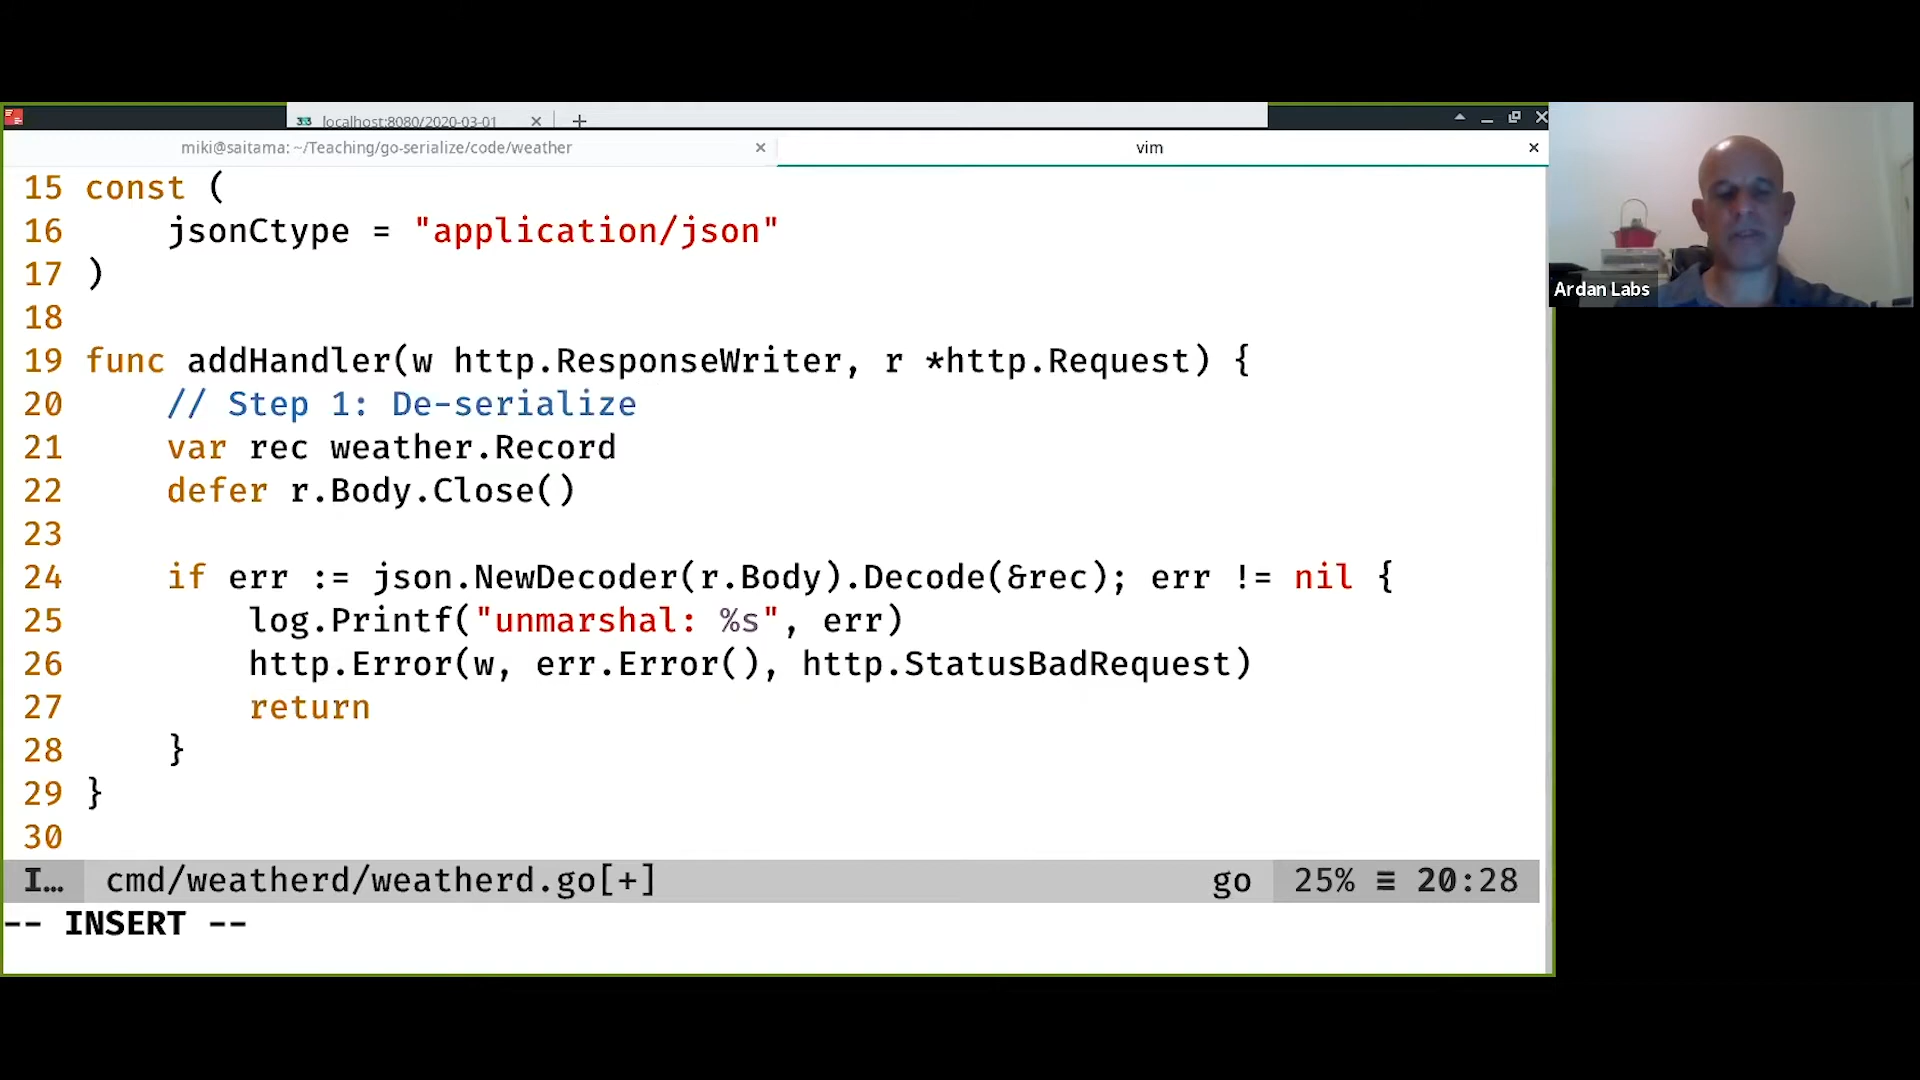 localhost:8080/2020-03-01
miki@saitama: ~/Teaching/go-serialize/code/weather
vim
15 const (
16 jsonCtype = "application/json"
17 )
18
19 func addHandler(w http.ResponseWriter, r *http.Request) {
20 // Step 1: De-serialize
21 var rec weather.Record
22 defer r.Body.Close()
23
24 if err := json.NewDecoder(r.Body).Decode(&rec); err != nil {
25 log.Printf("unmarshal: %s", err)
26 http.Error(w, err.Error(), http.StatusBadRequest)
27 return
28 }
29 }
30
I… cmd/weatherd/weatherd.go[+] go 25% ≡ 20:28
-- INSERT --
Ardan Labs